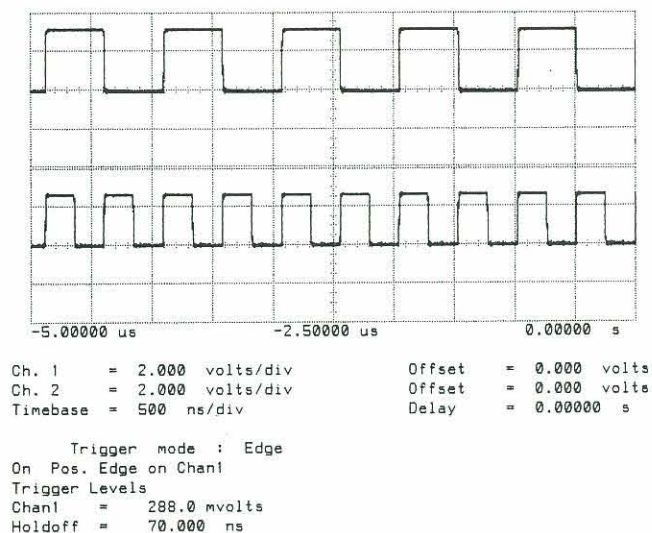 -5.00000 us -2.50000 us 0.00000 s
Ch. 1 = 2.000 volts/div Offset = 0.000 volts
Ch. 2 = 2.000 volts/div Offset = 0.000 volts
Timebase = 500 ns/div Delay = 0.00000 s
Trigger mode : Edge
On Pos. Edge on Chan1
Trigger Levels
Chan1 = 288.0 mvolts
Holdoff = 70.000 ns